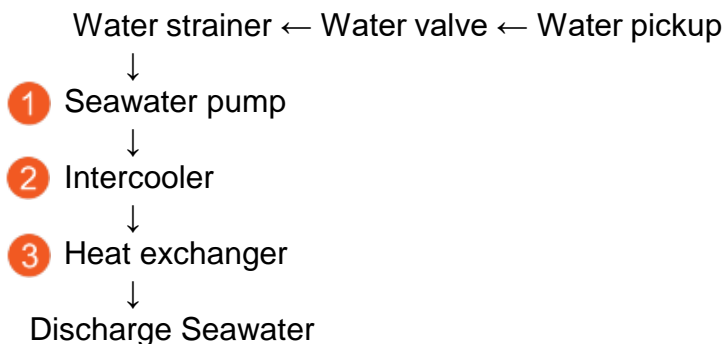 Water strainer ← Water valve ← Water pickup
↓
1 Seawater pump
↓
2 Intercooler
↓
3 Heat exchanger
↓
Discharge Seawater